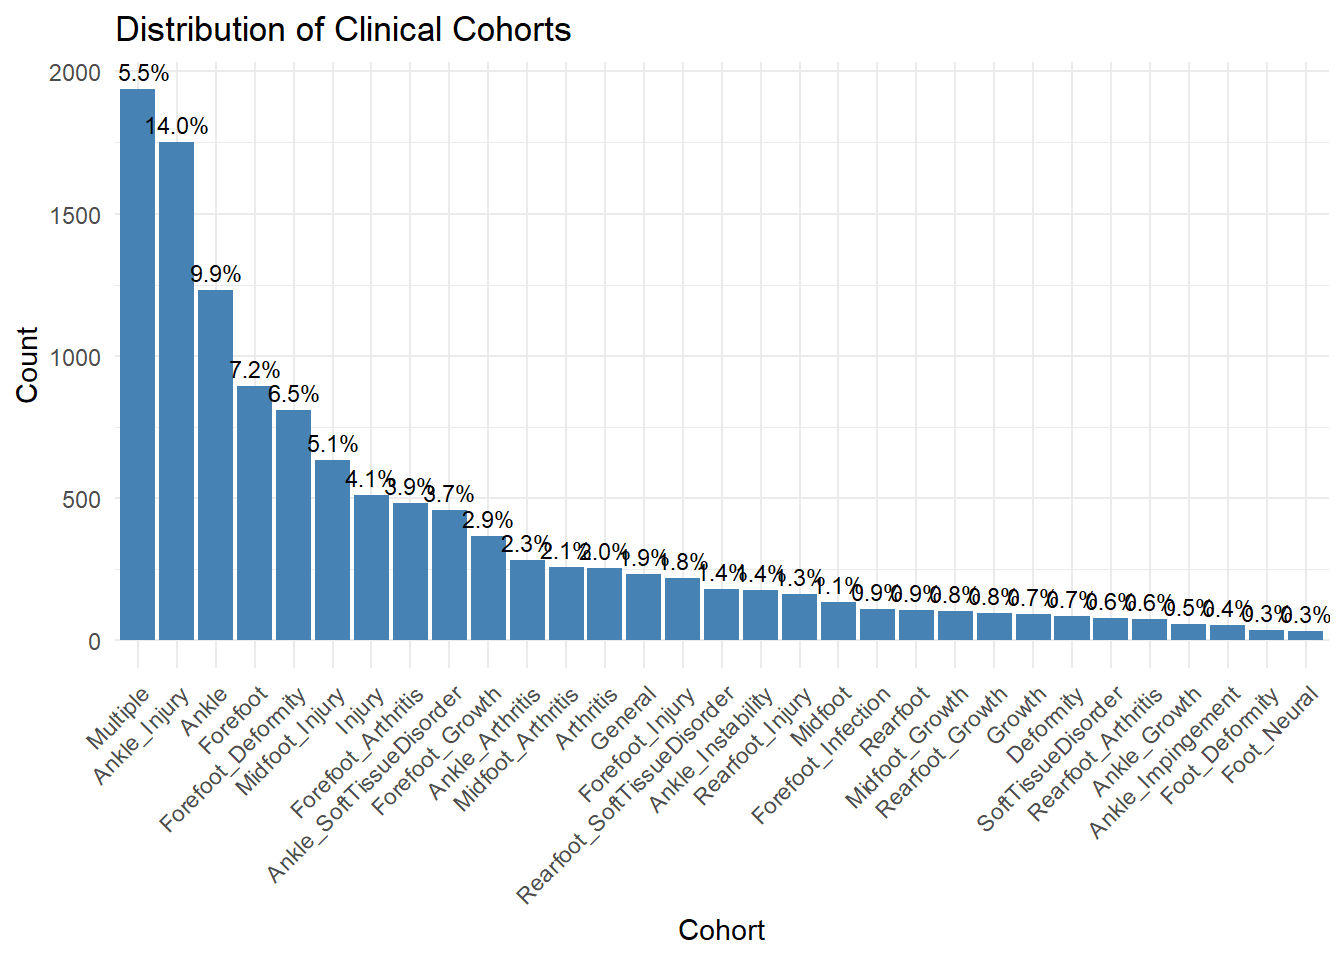 Distribution of Clinical Cohorts
2000
1500
1000
500
0
Count
5.5%
14.0%
9.9%
7.2%
6.5%
5.1%
4.1%
3.9%
3.7%
2.9%
2.3%
2.1%
2.0%
1.9%
1.8%
1.4%
1.4%
1.3%
1.1%
0.9%
0.9%
0.8%
0.8%
0.7%
0.7%
0.6%
0.6%
0.5%
0.4%
0.3%
0.3%
Multiple
Ankle_Injury
Ankle
Forefoot
Forefoot_Deformity
Midfoot_Injury
Injury
Forefoot_Arthritis
Ankle_SoftTissueDisorder
Forefoot_Growth
Ankle_Arthritis
Midfoot_Arthritis
Arthritis
General
Forefoot_Injury
Rearfoot_SoftTissueDisorder
Ankle_Instability
Rearfoot_Injury
Midfoot
Forefoot_Infection
Rearfoot
Midfoot_Growth
Rearfoot_Growth
Growth
Deformity
SoftTissueDisorder
Rearfoot_Arthritis
Ankle_Growth
Ankle_Impingement
Foot_Deformity
Foot_Neural
Cohort